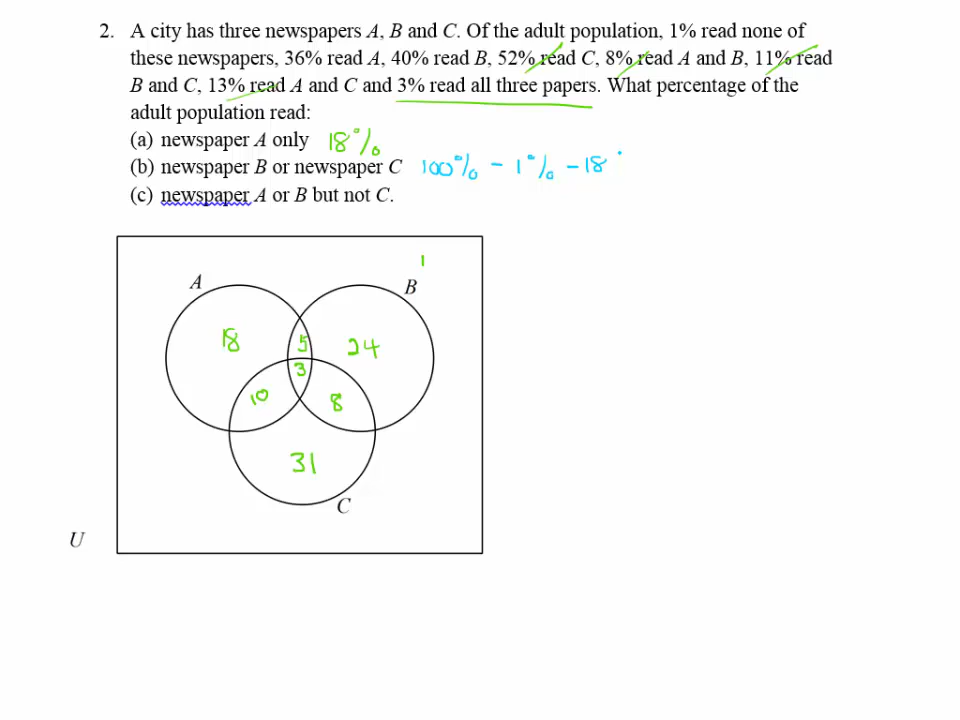 2. A city has three newspapers A, B and C. Of the adult population, 1% read none of
these newspapers, 36% read A, 40% read B, 52% read C, 8% read A and B, 11% read
B and C, 13% read A and C and 3% read all three papers. What percentage of the
adult population read:
(a) newspaper A only 18%
(b) newspaper B or newspaper C 100% - 1% - 18
(c) newspaper A or B but not C.
1
A
B
18
5
24
3
10
8
31
C
U